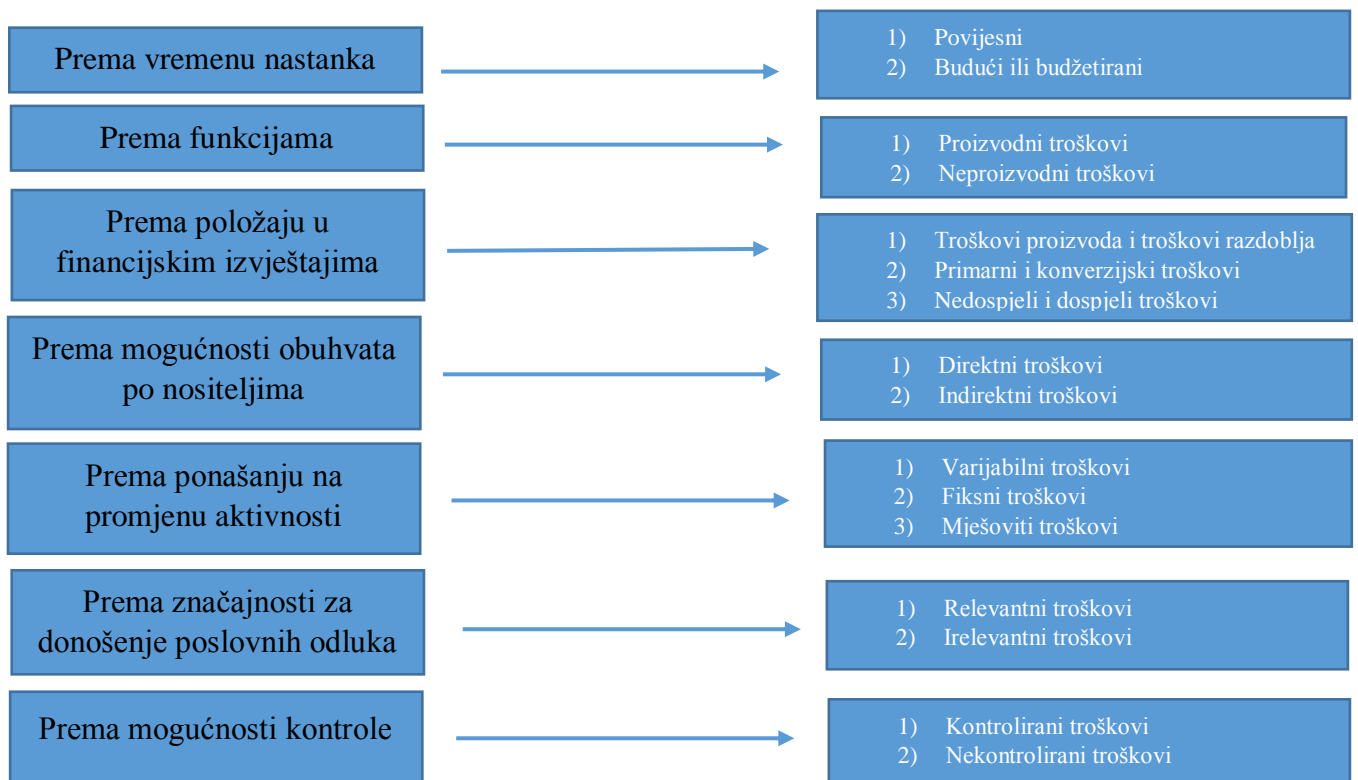 Prema vremenu nastanka
1) Povijesni
2) Budući ili budžetirani
Prema funkcijama
1) Proizvodni troškovi
2) Neproizvodni troškovi
Prema položaju u
financijskim izvještajima
1) Troškovi proizvoda i troškovi razdoblja
2) Primarni i konverzijski troškovi
3) Nedospjeli i dospjeli troškovi
Prema mogućnosti obuhvata
po nositeljima
1) Direktni troškovi
2) Indirektni troškovi
Prema ponašanju na
promjenu aktivnosti
1) Varijabilni troškovi
2) Fiksni troškovi
3) Mješoviti troškovi
Prema značajnosti za
donošenje poslovnih odluka
1) Relevantni troškovi
2) Irelevantni troškovi
Prema mogućnosti kontrole
1) Kontrolirani troškovi
2) Nekontrolirani troškovi